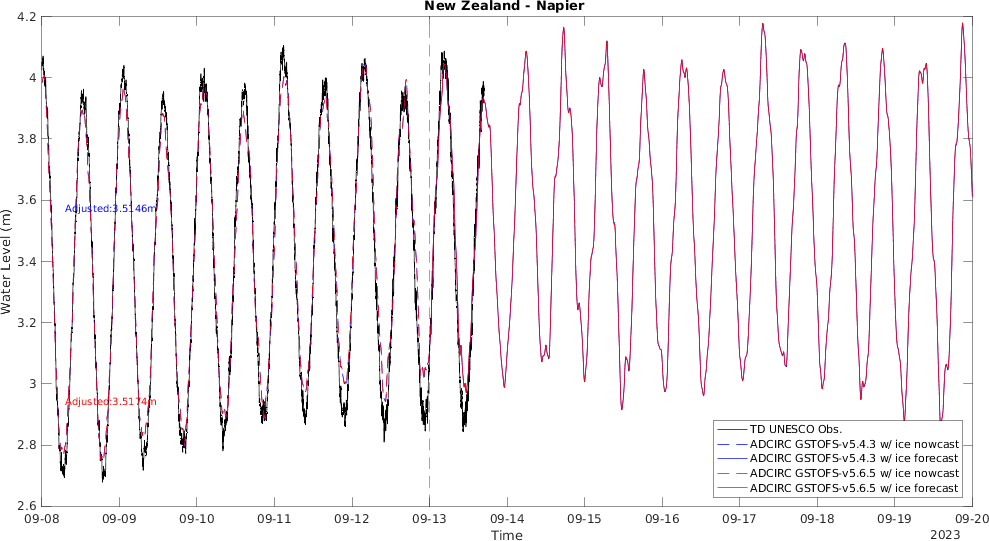 New Zealand - Napier
4.2
4
3.8
3.6
3.4
3.2
3
2.8
2.6
Water Level (m)
Adjusted:3.5146m
Adjusted:3.5174m
TD UNESCO Obs.
ADCIRC GSTOFS-v5.4.3 w/ ice nowcast
ADCIRC GSTOFS-v5.4.3 w/ ice forecast
ADCIRC GSTOFS-v5.6.5 w/ ice nowcast
ADCIRC GSTOFS-v5.6.5 w/ ice forecast
09-08 09-09 09-10 09-11 09-12 09-13 09-14 09-15 09-16 09-17 09-18 09-19 09-20
Time
2023